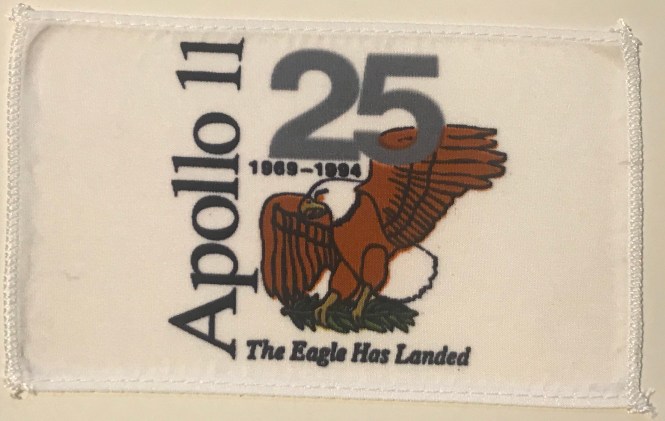 Apollo 11
25
1969-1994
The Eagle Has Landed